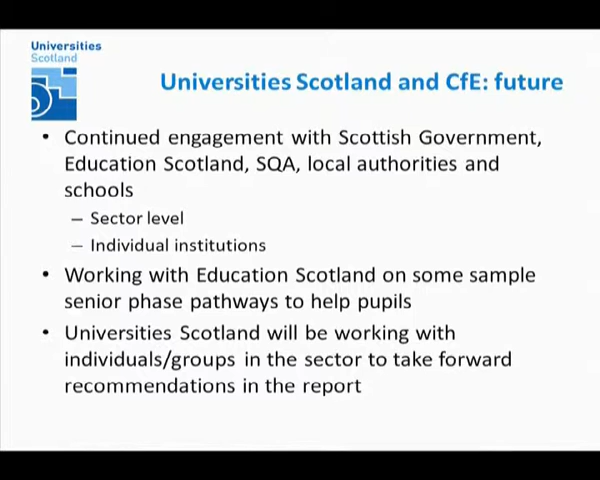 Universities
Scotland
Universities Scotland and CfE: future
• Continued engagement with Scottish Government,
Education Scotland, SQA, local authorities and
schools
– Sector level
– Individual institutions
• Working with Education Scotland on some sample
senior phase pathways to help pupils
• Universities Scotland will be working with
individuals/groups in the sector to take forward
recommendations in the report